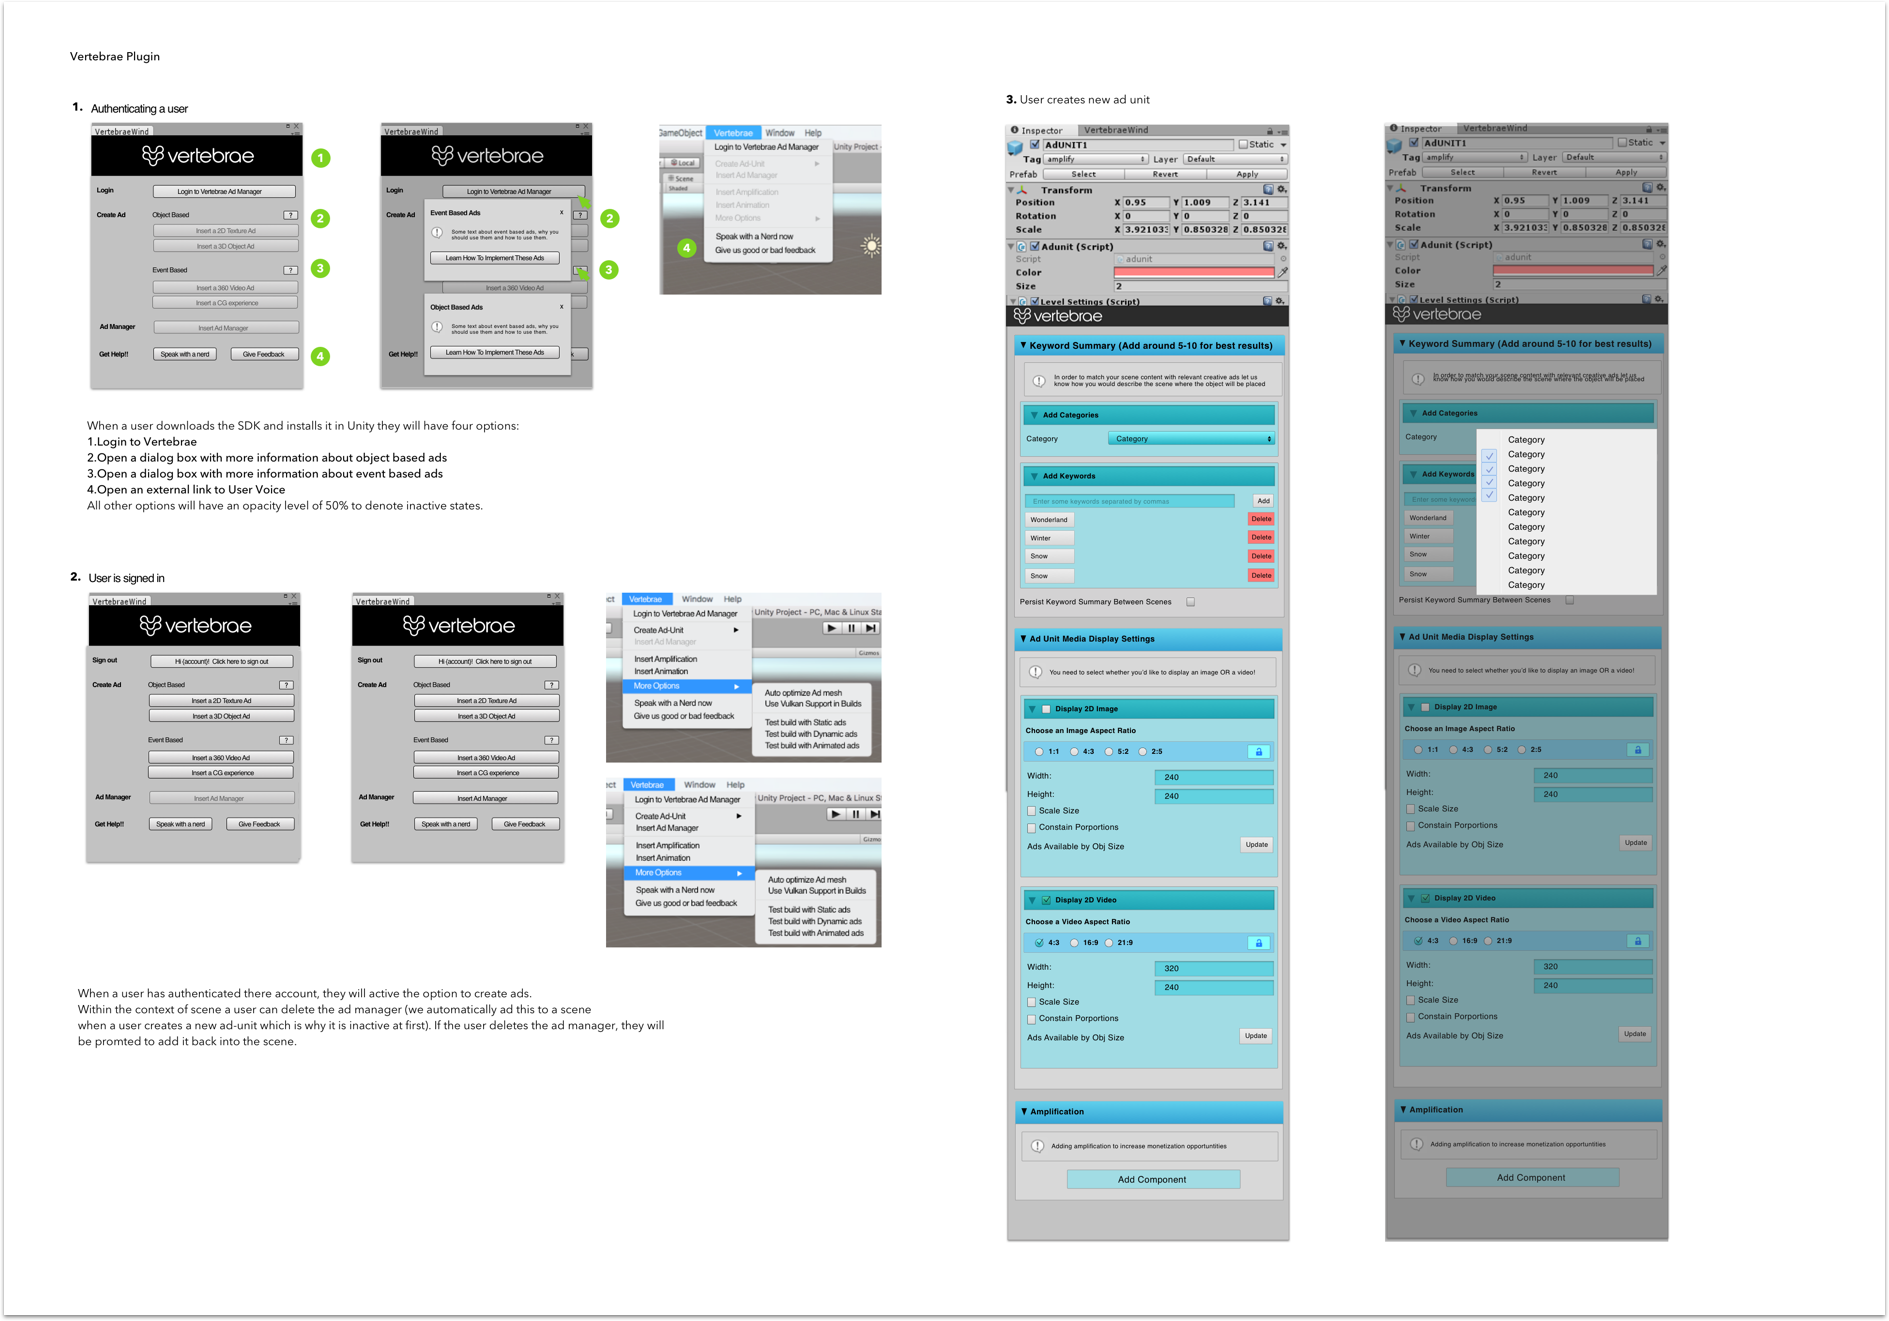 Vertebrae Plugin
1. Authenticating a user
VertebraeWind
vertebrae
1
Login
Login to Vertebrae Ad Manager
Create Ad
Object Based
?
2
Insert a 2D Texture Ad
Insert a 3D Object Ad
Event Based
?
3
Insert a 360 Video Ad
Insert a CG experience
Ad Manager
Insert Ad Manager
Get Help!!
Speak with a nerd
Give Feedback
4
VertebraeWind
vertebrae
Login
Login to Vertebrae Ad Manager
Create Ad
Event Based Ads
x
?
2
Some text about event based ads, why you
should use them and how to use them.
Learn How To Implement These Ads
3
Insert a 360 Video Ad
Object Based Ads
x
Some text about event based ads, why you
should use them and how to use them.
Learn How To Implement These Ads
Get Help!!
k
GameObject
Vertebrae
Window
Help
Login to Vertebrae Ad Manager
Unity Project -
Local
Create Ad-Unit
Insert Ad Manager
Scene
Shaded
Insert Amplification
Insert Animation
More Options
Speak with a Nerd now
Give us good or bad feedback
4
When a user downloads the SDK and installs it in Unity they will have four options:
1.Login to Vertebrae
2.Open a dialog box with more information about object based ads
3.Open a dialog box with more information about event based ads
4.Open an external link to User Voice
All other options will have an opacity level of 50% to denote inactive states.
2. User is signed in
VertebraeWind
vertebrae
Sign out
Hi (account)! Click here to sign out
Create Ad
Object Based
?
Insert a 2D Texture Ad
Insert a 3D Object Ad
Event Based
?
Insert a 360 Video Ad
Insert a CG experience
Ad Manager
Insert Ad Manager
Get Help!!
Speak with a nerd
Give Feedback
VertebraeWind
vertebrae
Sign out
Hi (account)! Click here to sign out
Create Ad
Object Based
?
Insert a 2D Texture Ad
Insert a 3D Object Ad
Event Based
?
Insert a 360 Video Ad
Insert a CG experience
Ad Manager
Insert Ad Manager
Get Help!!
Speak with a nerd
Give Feedback
ct
Vertebrae
Window
Help
Login to Vertebrae Ad Manager
Unity Project - PC, Mac & Linux Sta
Create Ad-Unit
Insert Ad Manager
Gizmos
Insert Amplification
Insert Animation
More Options
Auto optimize Ad mesh
Speak with a Nerd now
Use Vulkan Support in Builds
Give us good or bad feedback
Test build with Static ads
Test build with Dynamic ads
Test build with Animated ads
ct
Vertebrae
Window
Help
Login to Vertebrae Ad Manager
Unity Project - PC, Mac & Linux S
Create Ad-Unit
Insert Ad Manager
Gizmo
Insert Amplification
Insert Animation
More Options
Auto optimize Ad mesh
Speak with a Nerd now
Use Vulkan Support in Builds
Give us good or bad feedback
Test build with Static ads
Test build with Dynamic ads
Test build with Animated ads
When a user has authenticated there account, they will active the option to create ads.
Within the context of scene a user can delete the ad manager (we automatically ad this to a scene
when a user creates a new ad-unit which is why it is inactive at first). If the user deletes the ad manager, they will
be promted to add it back into the scene.
3. User creates new ad unit
Inspector
VertebraeWind
AdUNIT1
Static
Tag amplify
Layer Default
Prefab
Select
Revert
Apply
Transform
Position X 0.95 Y 1.009 Z 3.141
Rotation X 0 Y 0 Z 0
Scale X 3.92103: Y 0.850328 Z 0.850328
Adunit (Script)
Script
adunit
Color
Size
2
Level Settings (Script)
vertebrae
Keyword Summary (Add around 5-10 for best results)
In order to match your scene content with relevant creative ads let us
know how you would describe the scene where the object will be placed
Add Categories
Category
Category
Add Keywords
Enter some keywords separated by commas
Add
Wonderland
Delete
Winter
Delete
Snow
Delete
Snow
Delete
Persist Keyword Summary Between Scenes
Ad Unit Media Display Settings
You need to select whether you'd like to display an image OR a video!
Display 2D Image
Choose an Image Aspect Ratio
1:1 4:3 5:2 2:5
Width:
240
Height:
240
Scale Size
Constain Porportions
Ads Available by Obj Size
Update
Display 2D Video
Choose a Video Aspect Ratio
4:3 16:9 21:9
Width:
320
Height:
240
Scale Size
Constain Porportions
Ads Available by Obj Size
Update
Amplification
Adding amplification to increase monetization opportuntities
Add Component
Inspector
VertebraeWind
AdUNIT1
Static
Tag amplify
Layer Default
Prefab
Select
Revert
Apply
Transform
Position X 0.95 Y 1.009 Z 3.141
Rotation X 0 Y 0 Z 0
Scale X 3.92103: Y 0.850328 Z 0.850328
Adunit (Script)
Script
adunit
Color
Size
2
Level Settings (Script)
vertebrae
Keyword Summary (Add around 5-10 for best results)
In order to match your scene content with relevant creative ads let us
know how you would describe the scene where the object will be placed
Add Categories
Category
Category
Category
Category
Category
Category
Category
Category
Category
Category
Category
Category
Add Keywords
Enter some keyword
Wonderland
Winter
Snow
Snow
Persist Keyword Summary Between Scenes
Ad Unit Media Display Settings
You need to select whether you'd like to display an image OR a video!
Display 2D Image
Choose an Image Aspect Ratio
1:1 4:3 5:2 2:5
Width:
240
Height:
240
Scale Size
Constain Porportions
Ads Available by Obj Size
Update
Display 2D Video
Choose a Video Aspect Ratio
4:3 16:9 21:9
Width:
320
Height:
240
Scale Size
Constain Porportions
Ads Available by Obj Size
Update
Amplification
Adding amplification to increase monetization opportuntities
Add Component